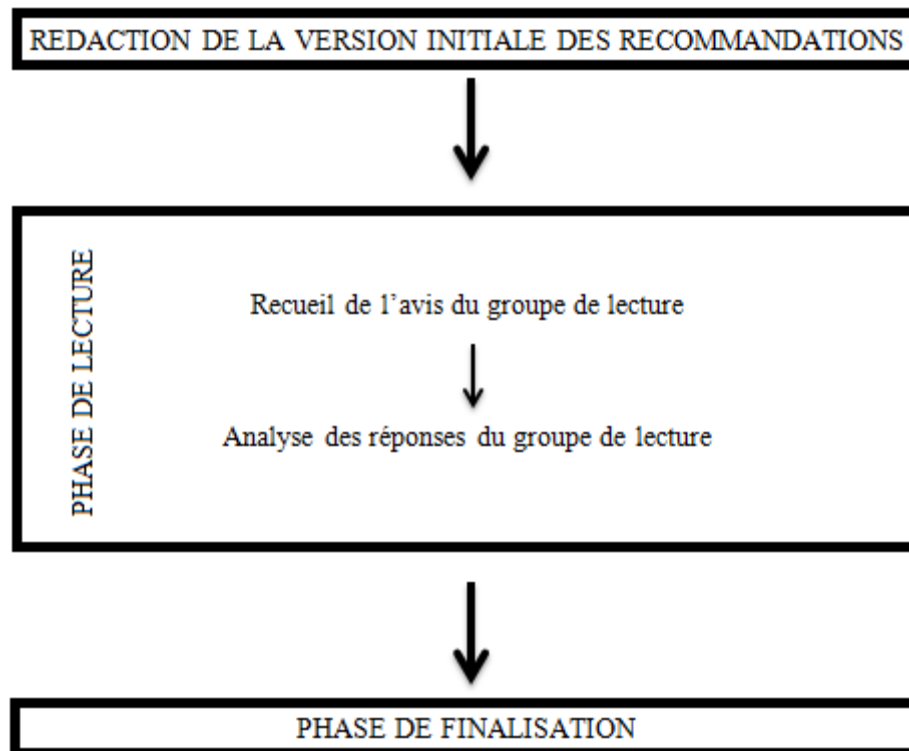 REDACTION DE LA VERSION INITIALE DES RECOMMANDATIONS
PHASE DE LECTURE
Recueil de l’avis du groupe de lecture
Analyse des réponses du groupe de lecture
PHASE DE FINALISATION